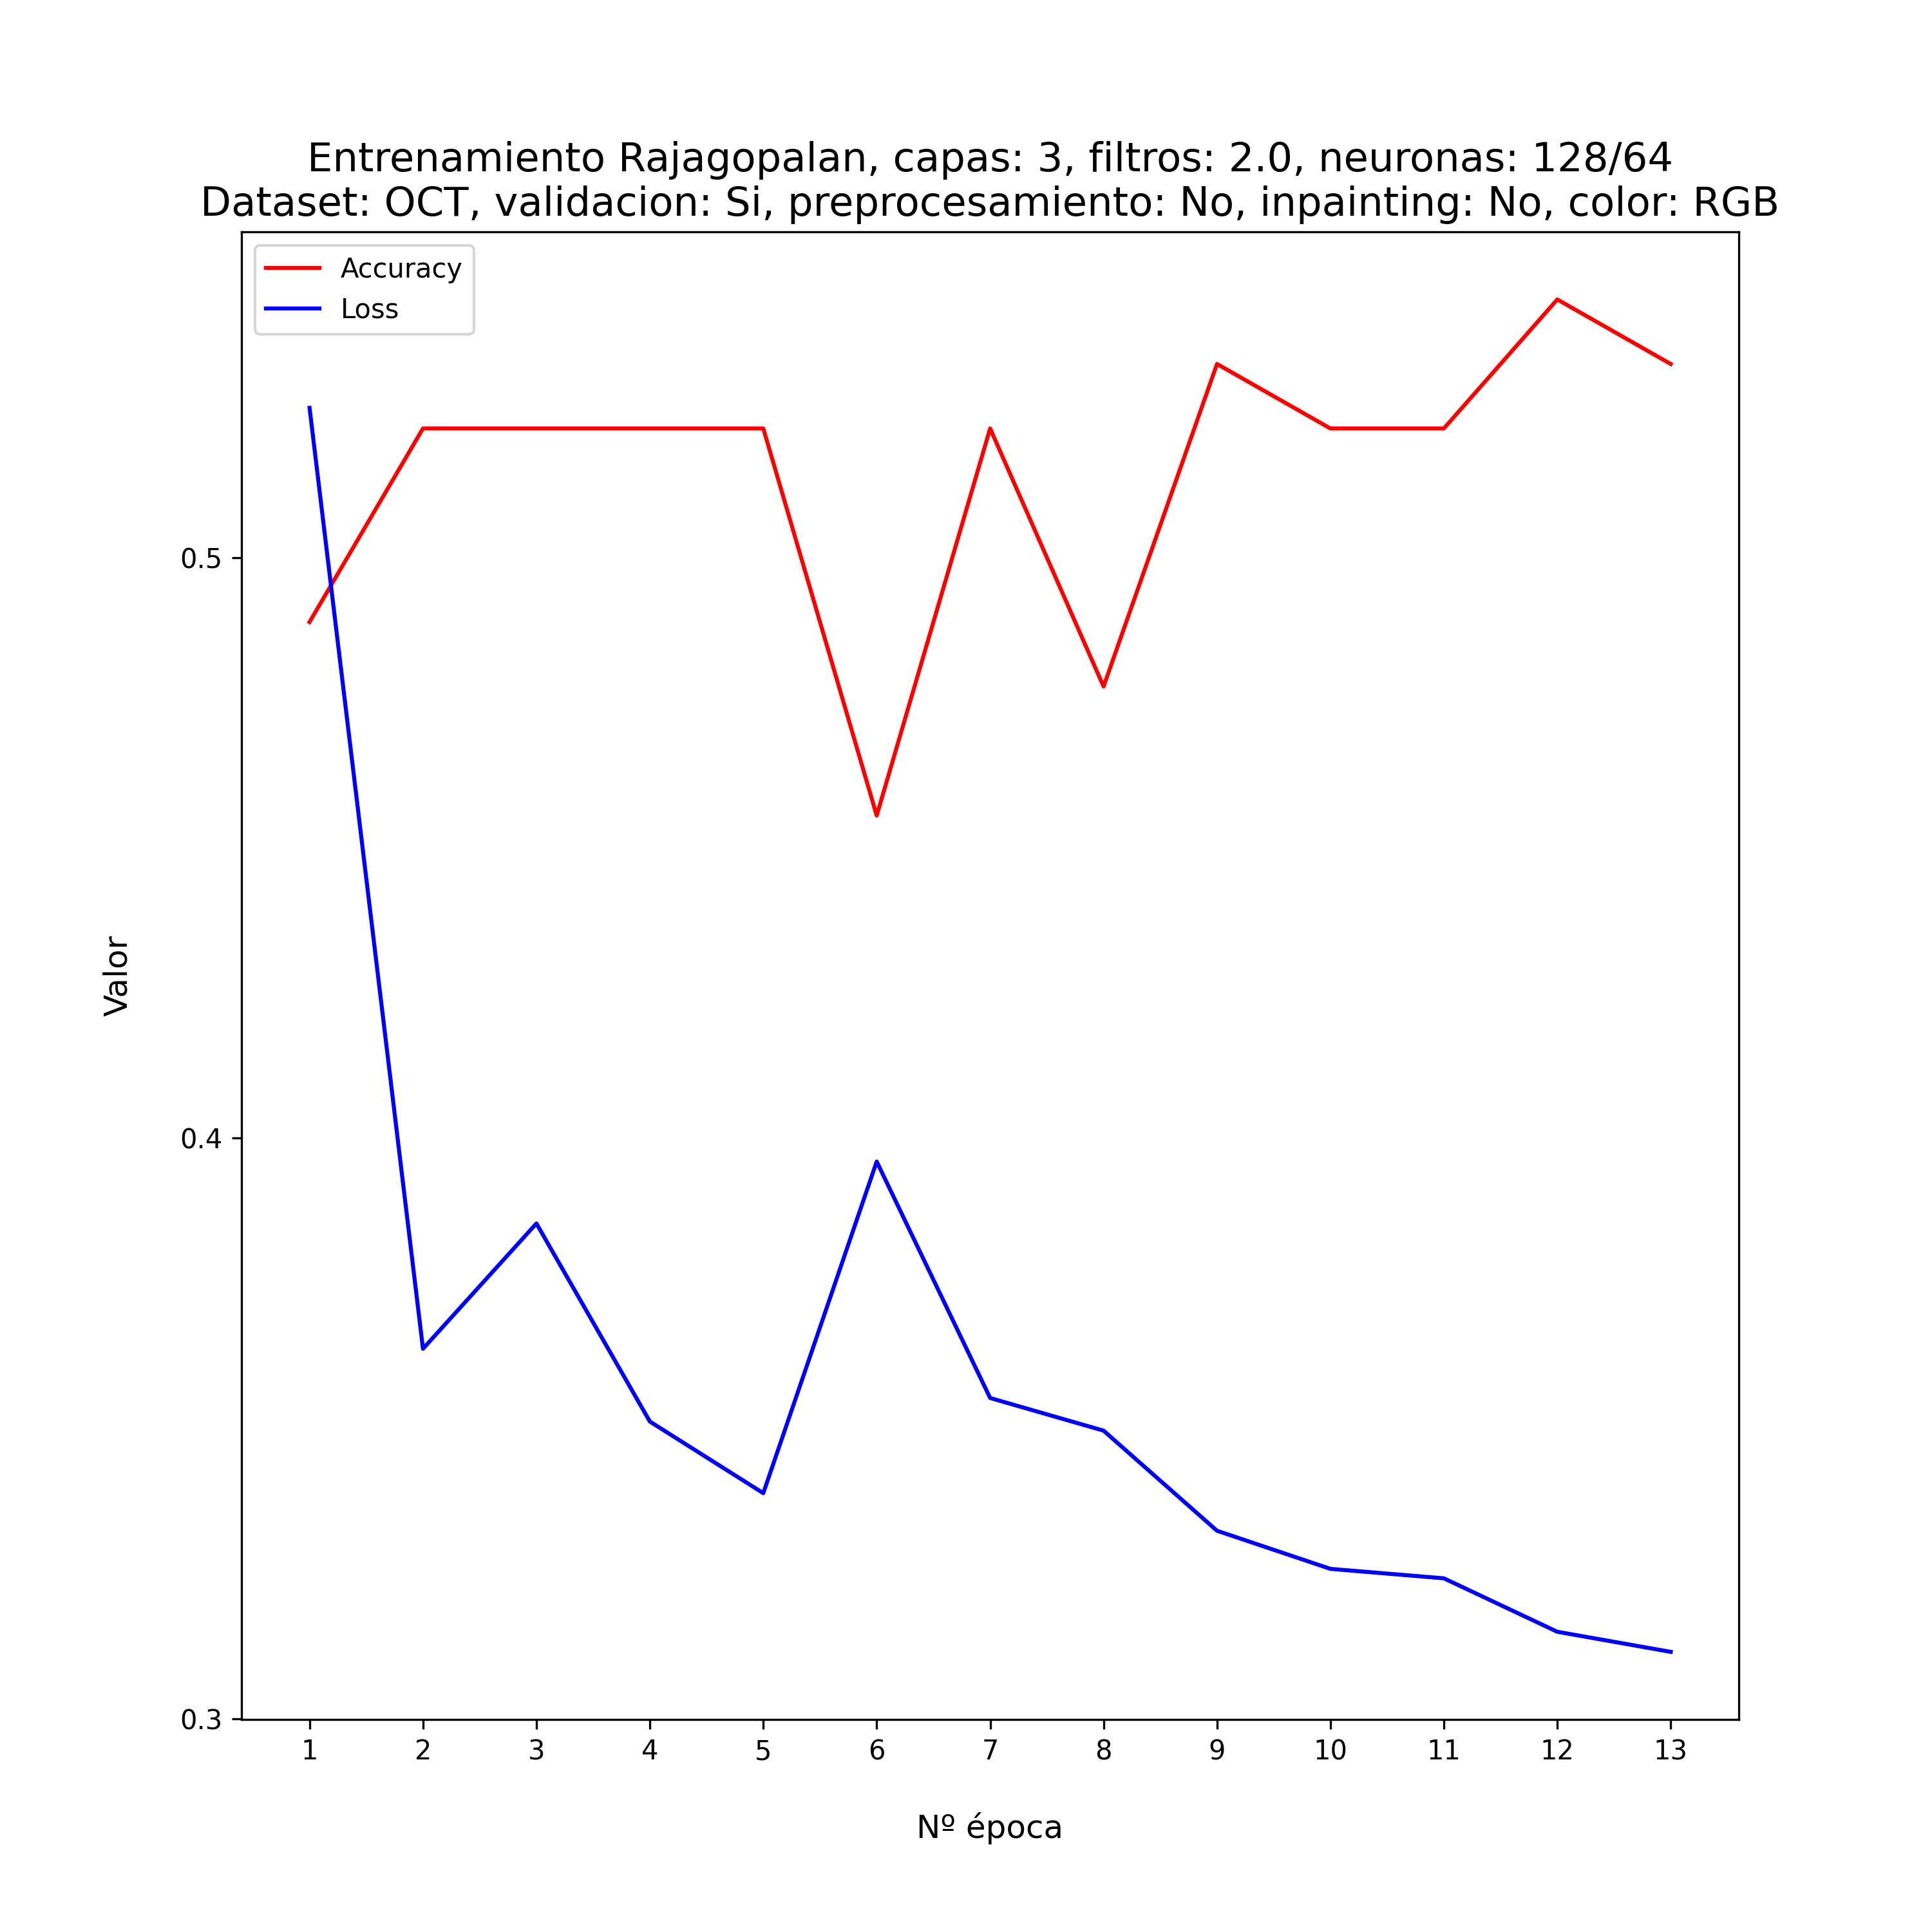 Entrenamiento Rajagopalan, capas: 3, filtros: 2.0, neuronas: 128/64
Dataset: OCT, validacion: Si, preprocesamiento: No, inpainting: No, color: RGB
Accuracy
Loss
0.5
0.4
0.3
Valor
1 2 3 4 5 6 7 8 9 10 11 12 13
Nº época